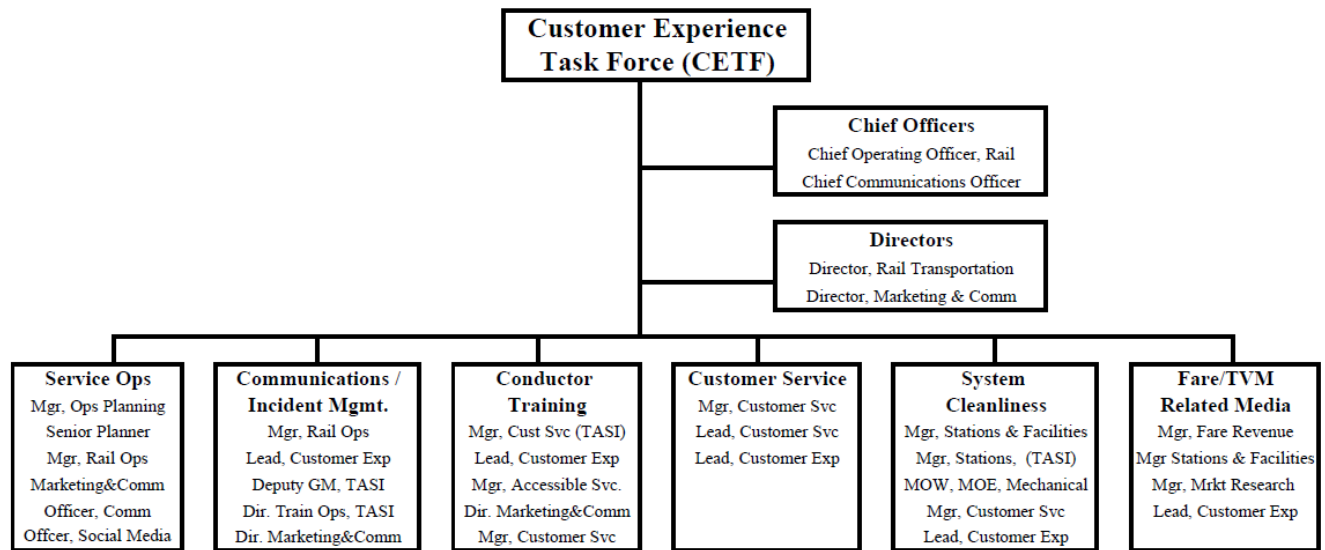 Customer Experience
Task Force (CETF)
Chief Officers
Chief Operating Officer, Rail
Chief Communications Officer
Directors
Director, Rail Transportation
Director, Marketing & Comm
Service Ops
Mgr, Ops Planning
Senior Planner
Mgr, Rail Ops
Marketing&Comm
Officer, Comm
Offcer, Social Media
Communications /
Incident Mgmt.
Mgr, Rail Ops
Lead, Customer Exp
Deputy GM, TASI
Dir. Train Ops, TASI
Dir. Marketing&Comm
Conductor
Training
Mgr, Cust Svc (TASI)
Lead, Customer Exp
Mgr, Accessible Svc.
Dir. Marketing&Comm
Mgr, Customer Svc
Customer Service
Mgr, Customer Svc
Lead, Customer Svc
Lead, Customer Exp
System
Cleanliness
Mgr, Stations & Facilities
Mgr, Stations, (TASI)
MOW, MOE, Mechanical
Mgr, Customer Svc
Lead, Customer Exp
Fare/TVM
Related Media
Mgr, Fare Revenue
Mgr Stations & Facilities
Mgr, Mrkt Research
Lead, Customer Exp